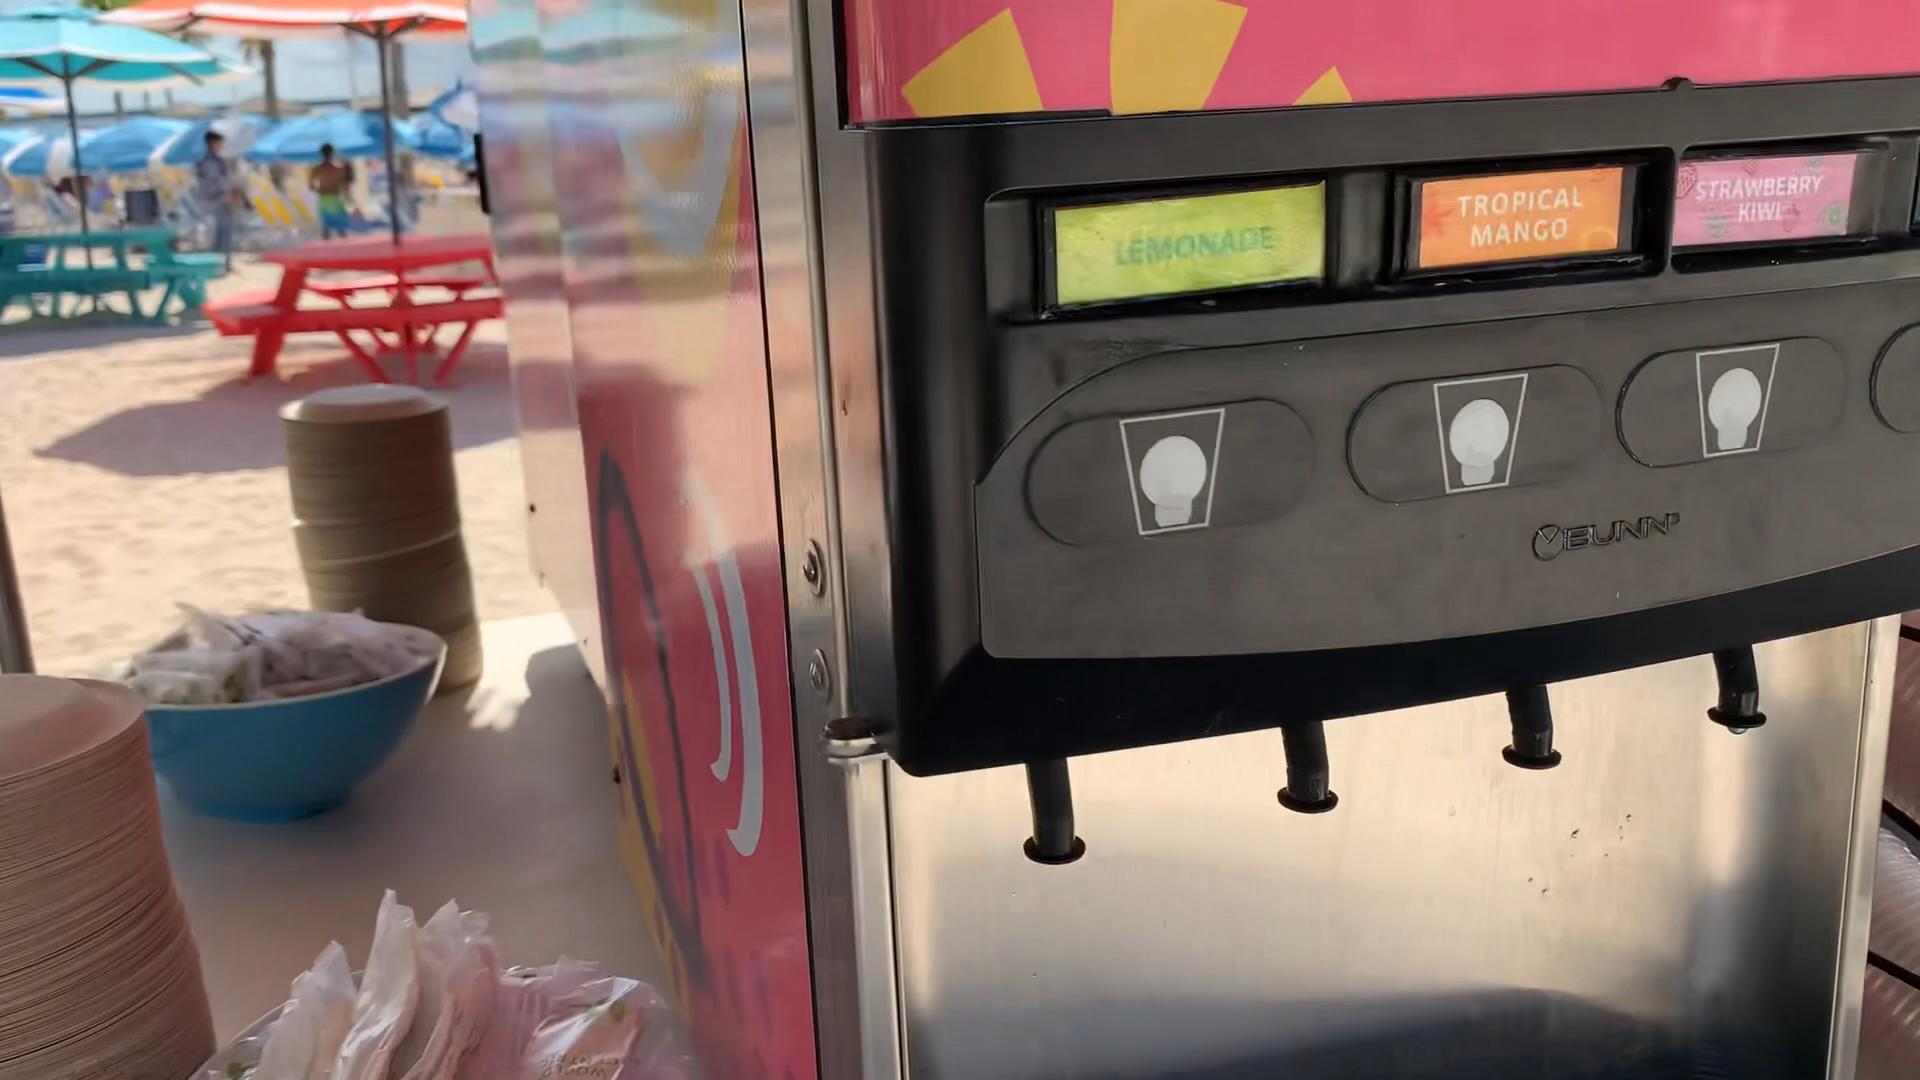 LEMONADE
TROPICAL
MANGO
STRAWBERRY
KIWI
BUNN